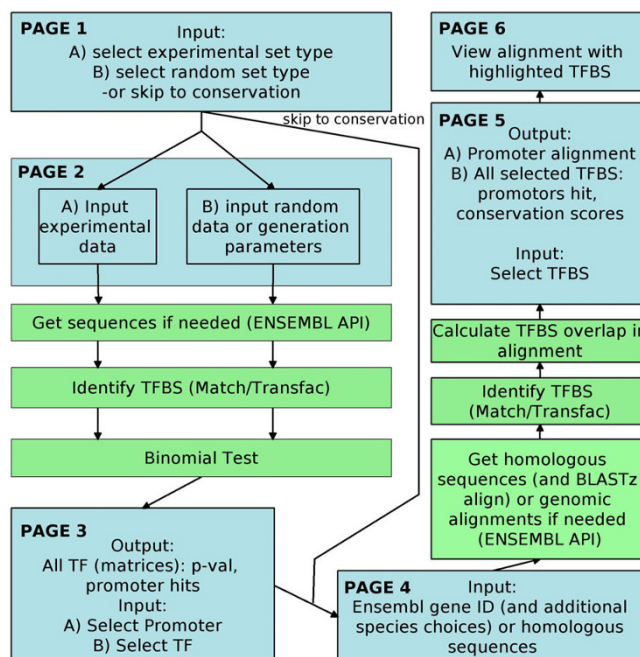 PAGE 1
Input:
A) select experimental set type
B) select random set type
-or skip to conservation
skip to conservation
PAGE 2
A) Input
experimental
data
B) input random
data or generation
parameters
Get sequences if needed (ENSEMBL API)
Identify TFBS (Match/Transfac)
Binomial Test
PAGE 3
Output:
All TF (matrices): p-val,
promoter hits
Input:
A) Select Promoter
B) Select TF
PAGE 4
Input:
Ensembl gene ID (and additional
species choices) or homologous
sequences
Get homologous
sequences (and BLASTz
align) or genomic
alignments if needed
(ENSEMBL API)
Identify TFBS
(Match/Transfac)
Calculate TFBS overlap in
alignment
PAGE 5
Output:
A) Promoter alignment
B) All selected TFBS:
promotors hit,
conservation scores
Input:
Select TFBS
PAGE 6
View alignment with
highlighted TFBS